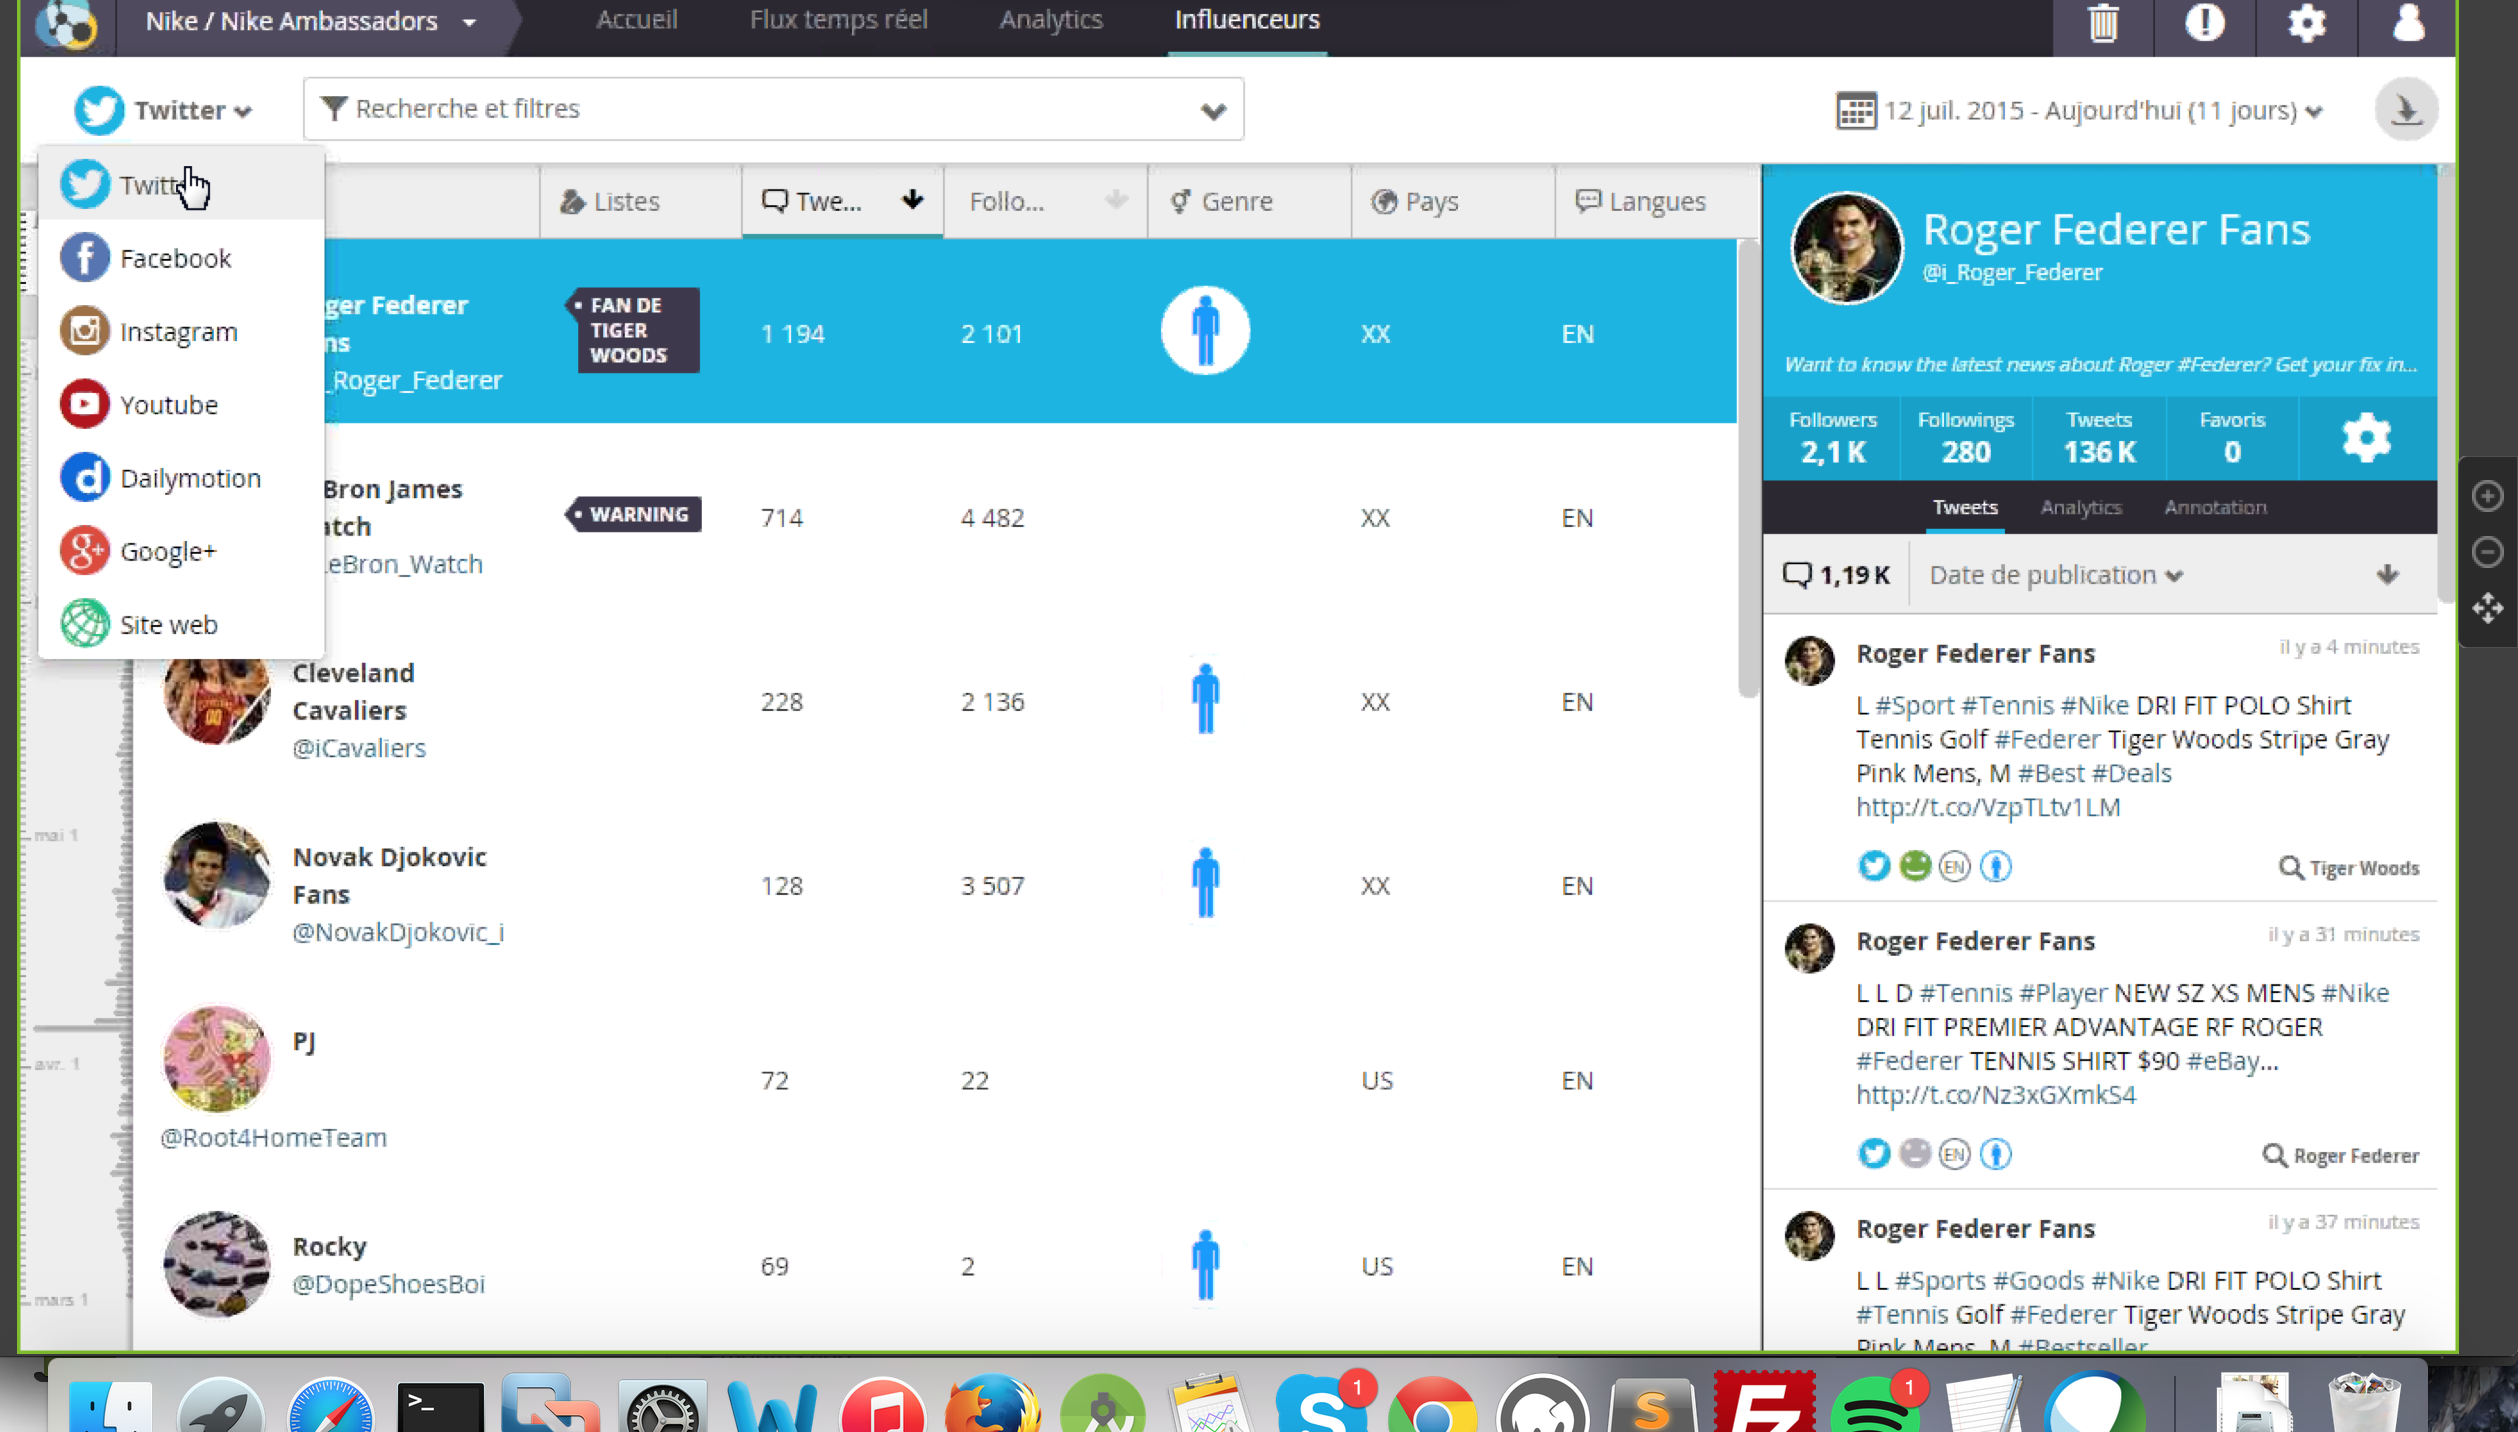 Nike / Nike Ambassadors
Accueil
Flux temps réel
Analytics
Influenceurs
Twitter
Recherche et filtres
12 juil. 2015 - Aujourd'hui (11 jours)
Facebook
Instagram
Youtube
Dailymotion
Google+
Site web
Listes
Twe...
Follo...
Genre
Pays
Langues
ger Federer
ns
_Roger_Federer
FAN DE
TIGER
WOODS
1 194
2 101
XX
EN
Bron James
atch
eBron_Watch
WARNING
714
4 482
XX
EN
Cleveland
Cavaliers
@iCavaliers
228
2 136
XX
EN
Novak Djokovic
Fans
@NovakDjokovic_i
128
3 507
XX
EN
PJ
@Root4HomeTeam
72
22
US
EN
Rocky
@DopeShoesBoi
69
2
US
EN
mai 1
avr. 1
mars 1
Roger Federer Fans
@i_Roger_Federer
Want to know the latest news about Roger #Federer? Get your fix in...
Followers
2,1 K
Followings
280
Tweets
136 K
Favoris
0
Tweets
Analytics
Annotation
1,19 K
Date de publication
Roger Federer Fans
il y a 4 minutes
L #Sport #Tennis #Nike DRI FIT POLO Shirt
Tennis Golf #Federer Tiger Woods Stripe Gray
Pink Mens, M #Best #Deals
http://t.co/VzpTLtv1LM
EN
Tiger Woods
Roger Federer Fans
il y a 31 minutes
L L D #Tennis #Player NEW SZ XS MENS #Nike
DRI FIT PREMIER ADVANTAGE RF ROGER
#Federer TENNIS SHIRT $90 #eBay...
http://t.co/Nz3xGXmkS4
EN
Roger Federer
Roger Federer Fans
il y a 37 minutes
L L #Sports #Goods #Nike DRI FIT POLO Shirt
#Tennis Golf #Federer Tiger Woods Stripe Gray
Pink Mens, M #Bestseller
1
1